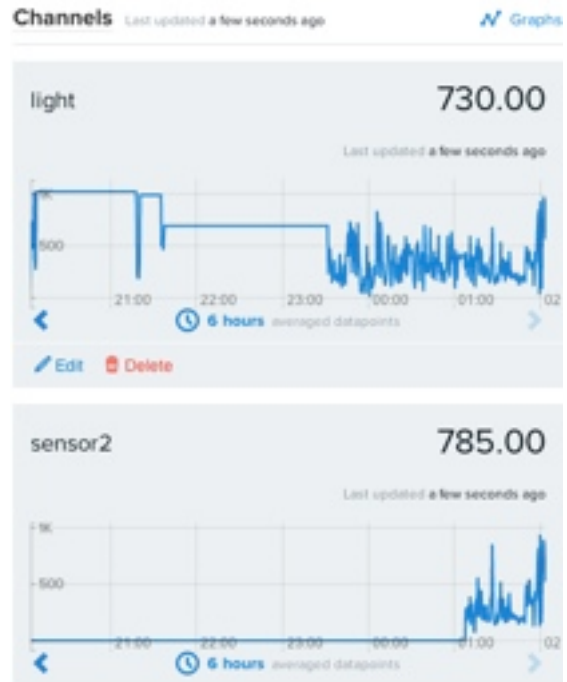 Channels Last updated a few seconds ago Graphs
light 730.00
Last updated a few seconds ago
1K
500
21:00 22:00 23:00 00:00 01:00 02
6 hours averaged datapoints
Edit Delete
sensor2 785.00
Last updated a few seconds ago
1K
500
21:00 22:00 23:00 00:00 01:00 02
6 hours averaged datapoints